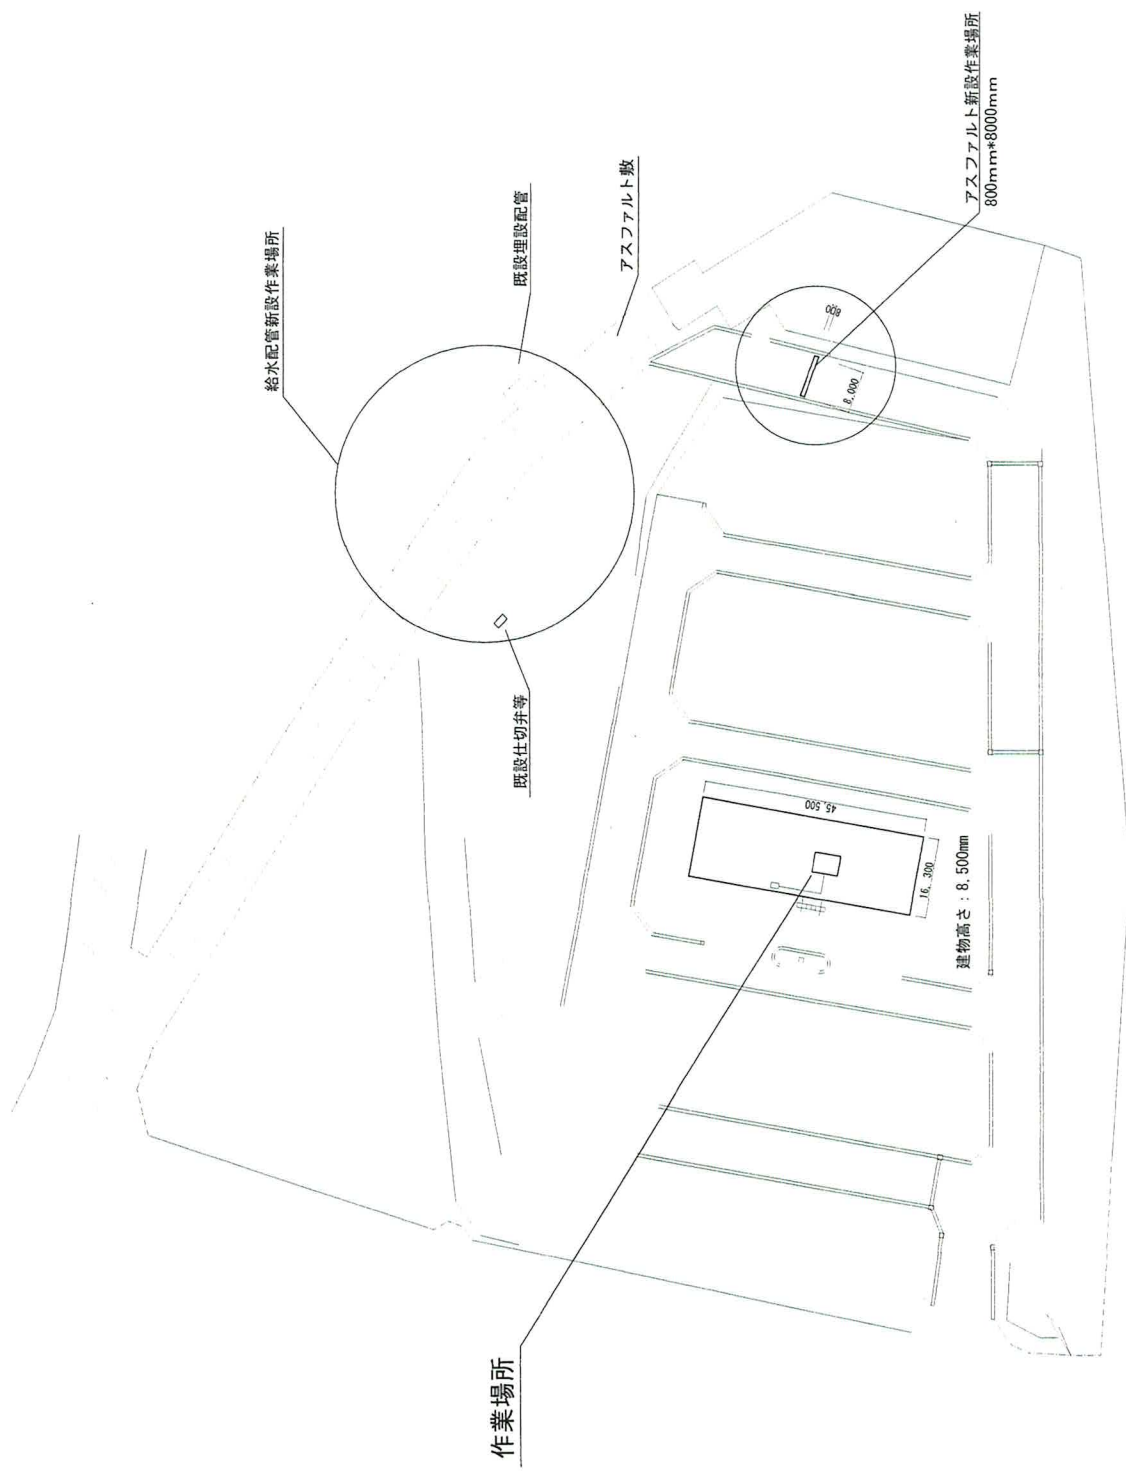 給水配管新設作業場所
既設埋設配管
アスファルト敷
アスファルト新設作業場所
800mm*8000mm
800
8,000
既設仕切弁等
45,500
16,300
建物高さ：8,500mm
作業場所